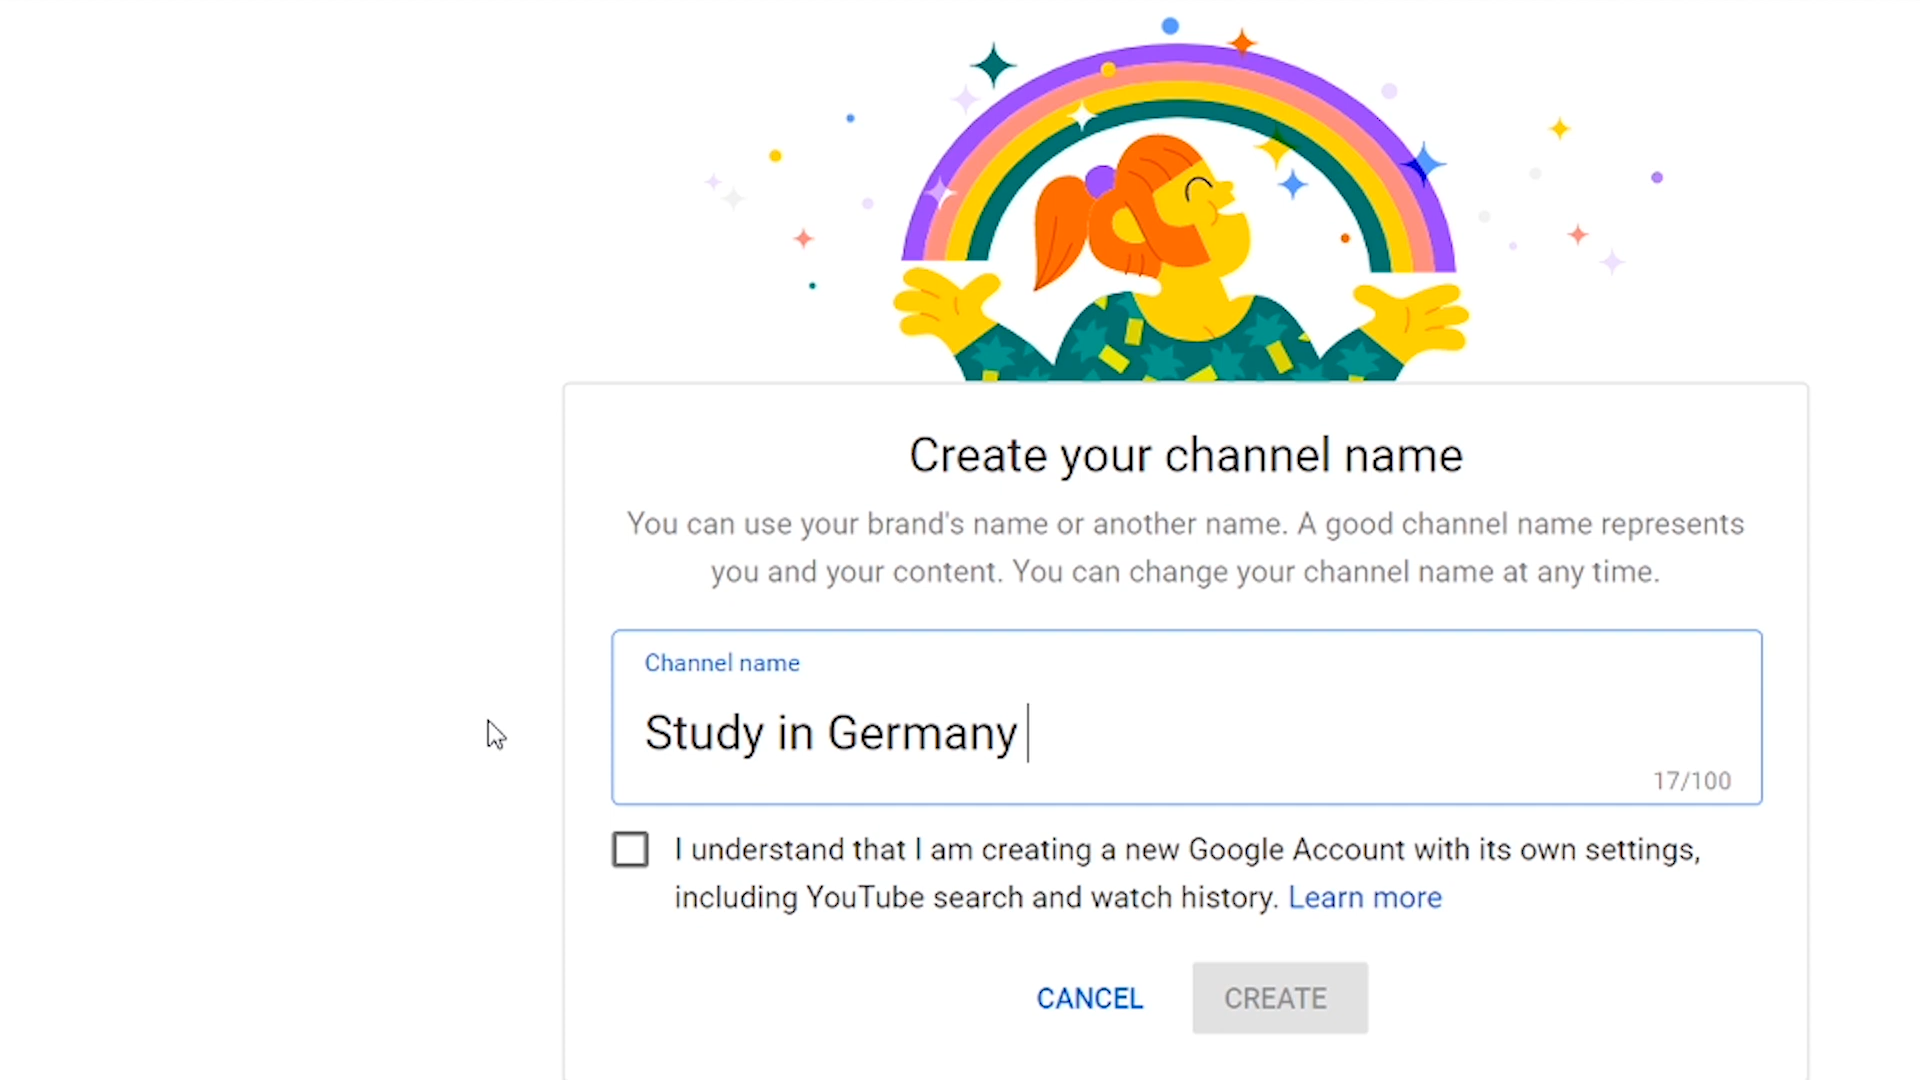 Create your channel name
You can use your brand's name or another name. A good channel name represents
you and your content. You can change your channel name at any time.
Channel name
Study in Germany
17/100
I understand that I am creating a new Google Account with its own settings,
including YouTube search and watch history. Learn more
CANCEL CREATE